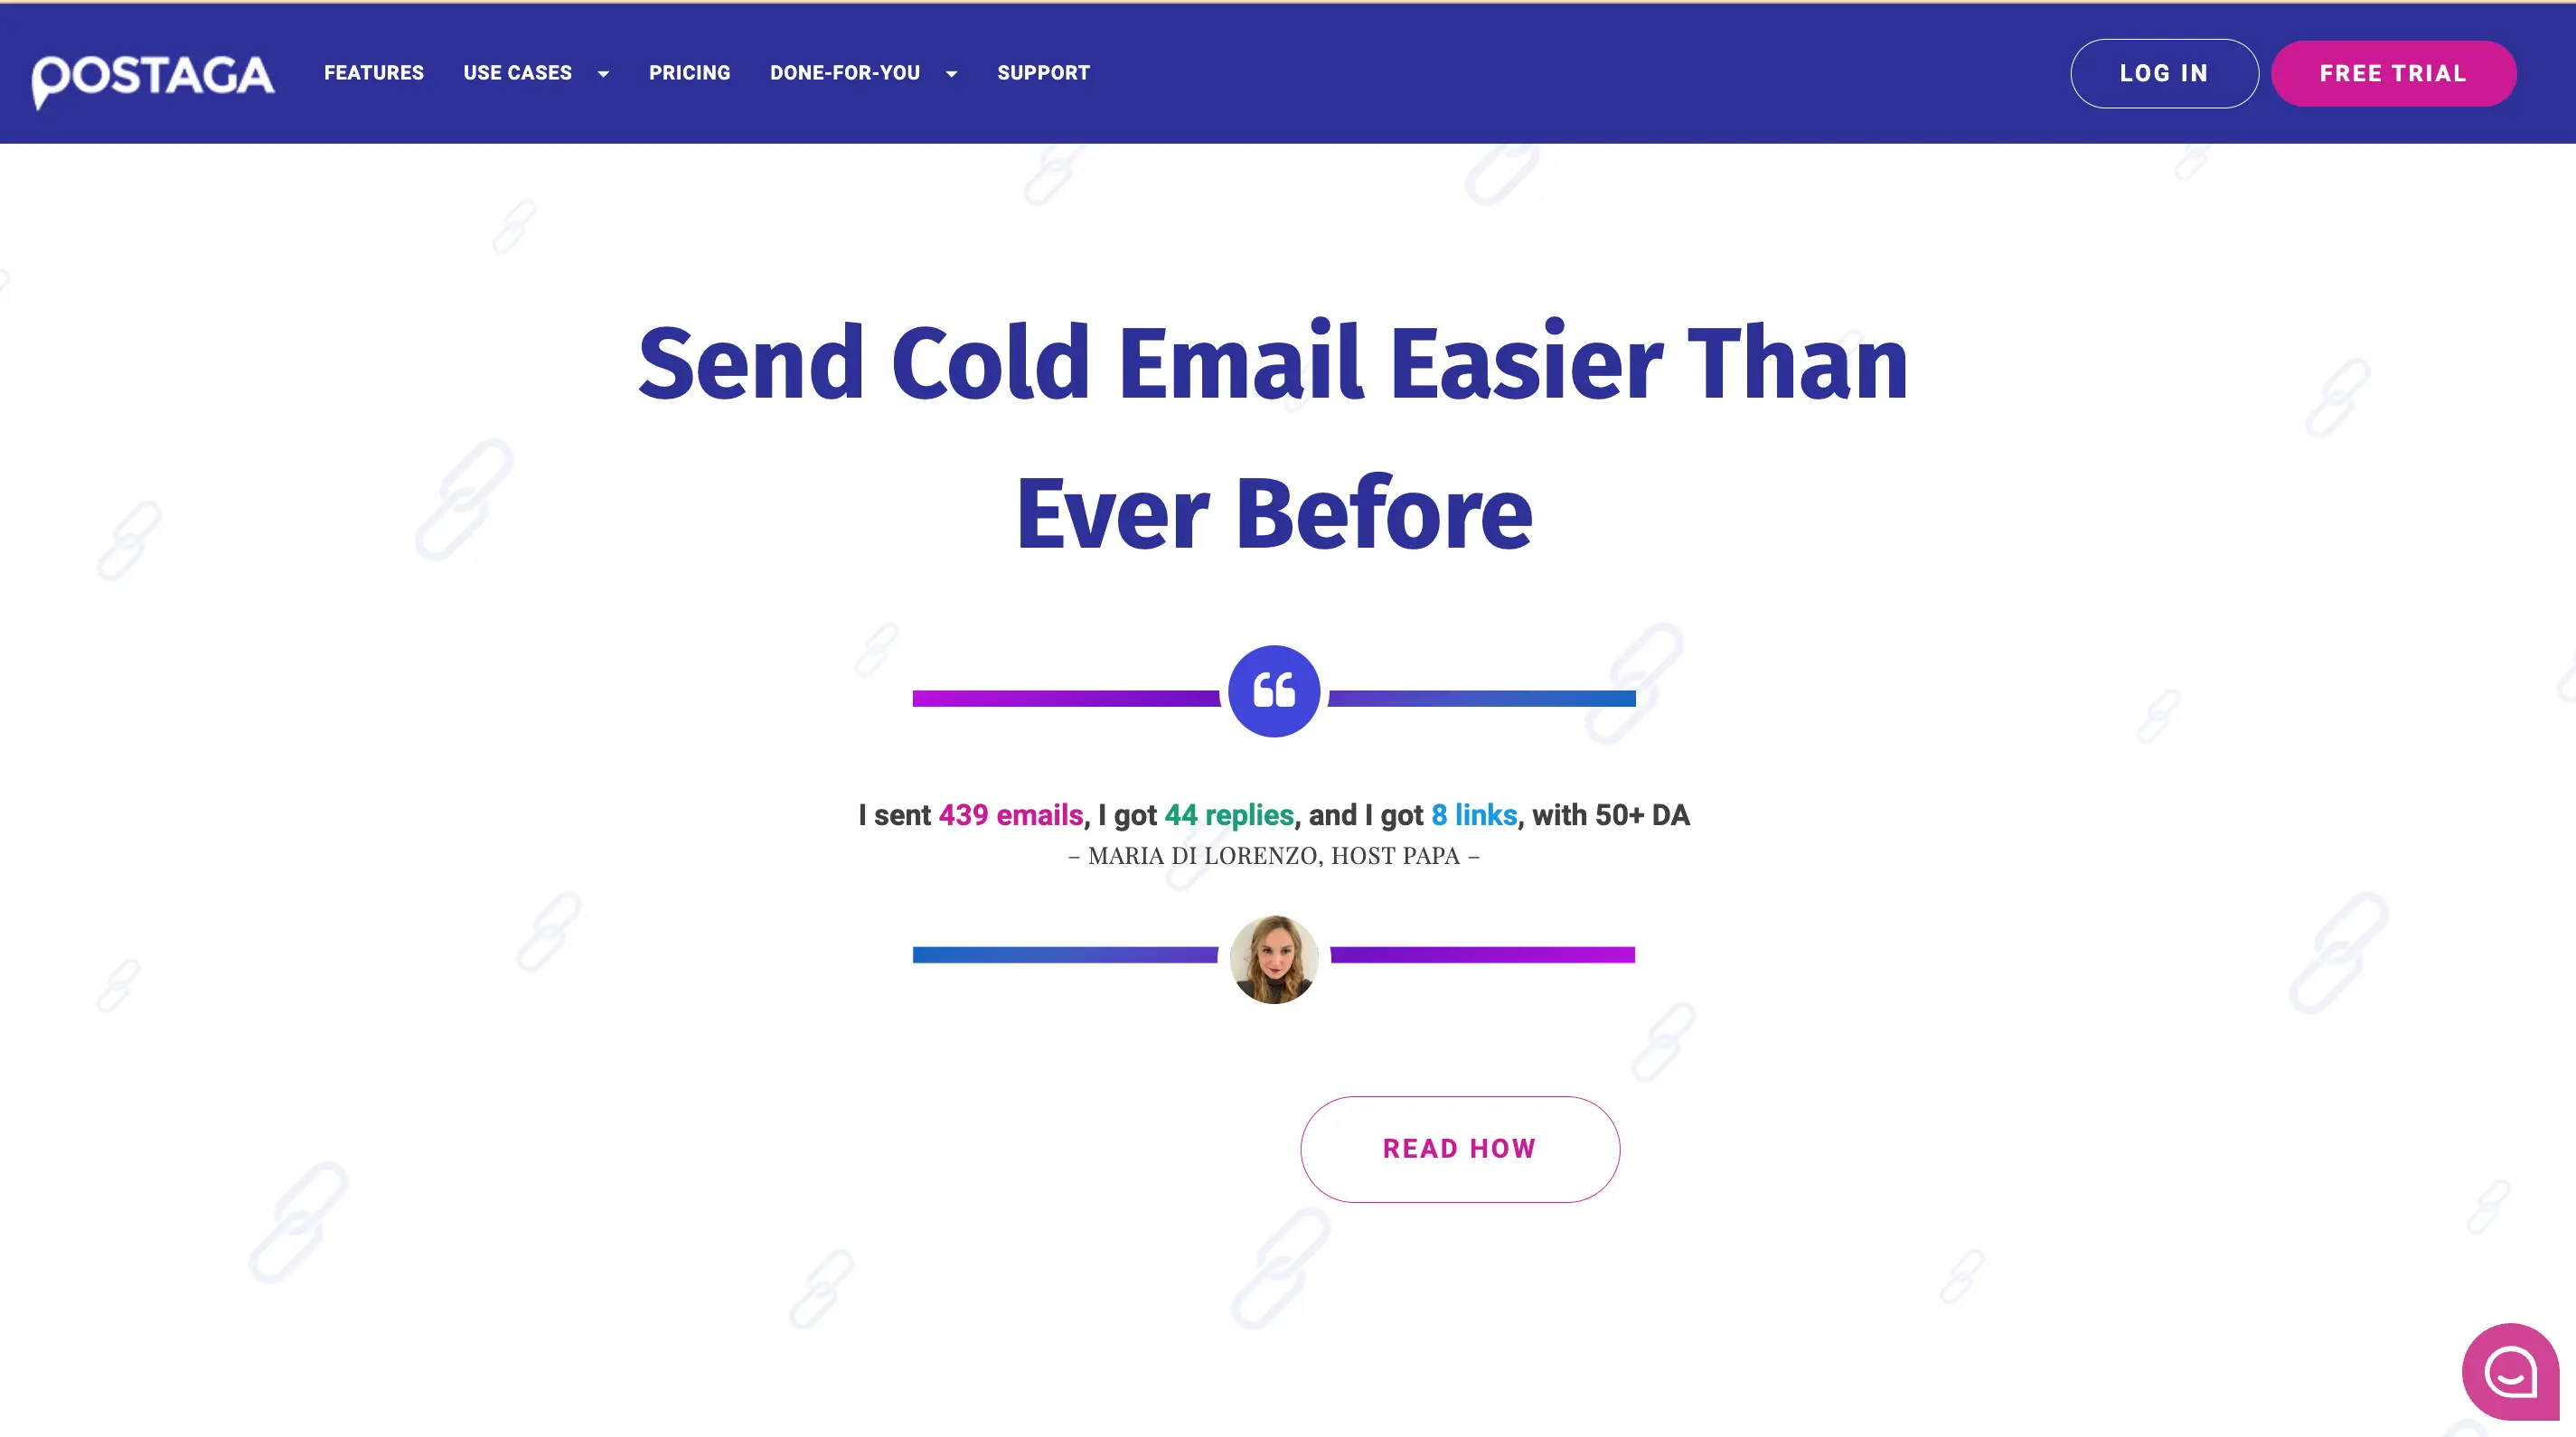 POSTAGA
FEATURES
USE CASES
PRICING
DONE-FOR-YOU
SUPPORT
LOG IN
FREE TRIAL
Send Cold Email Easier Than
Ever Before
I sent 439 emails, I got 44 replies, and I got 8 links, with 50+ DA
– MARIA DI LORENZO, HOST PAPA –
READ HOW